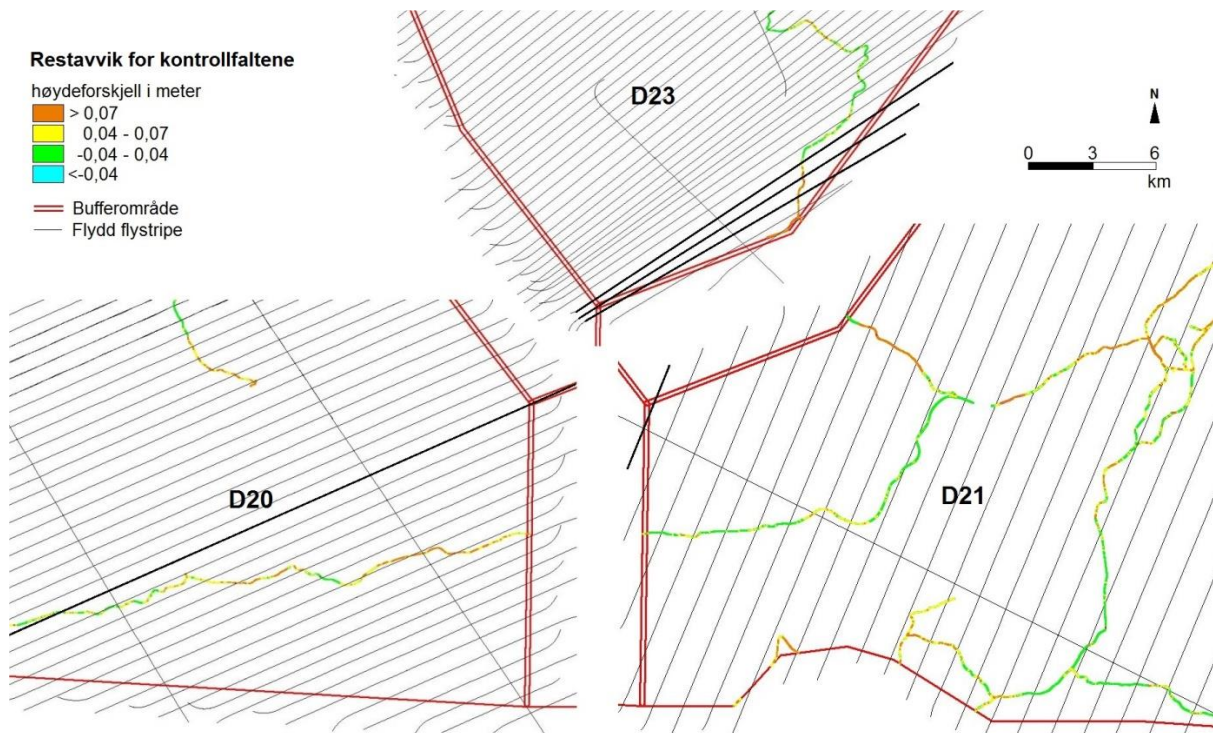 Restavvik for kontrollfaltene
høydeforskjell i meter
> 0,07
0,04 - 0,07
-0,04 - 0,04
<-0,04
Bufferområde
Flydd flystripe
D23
N
0 3 6
km
D20
D21